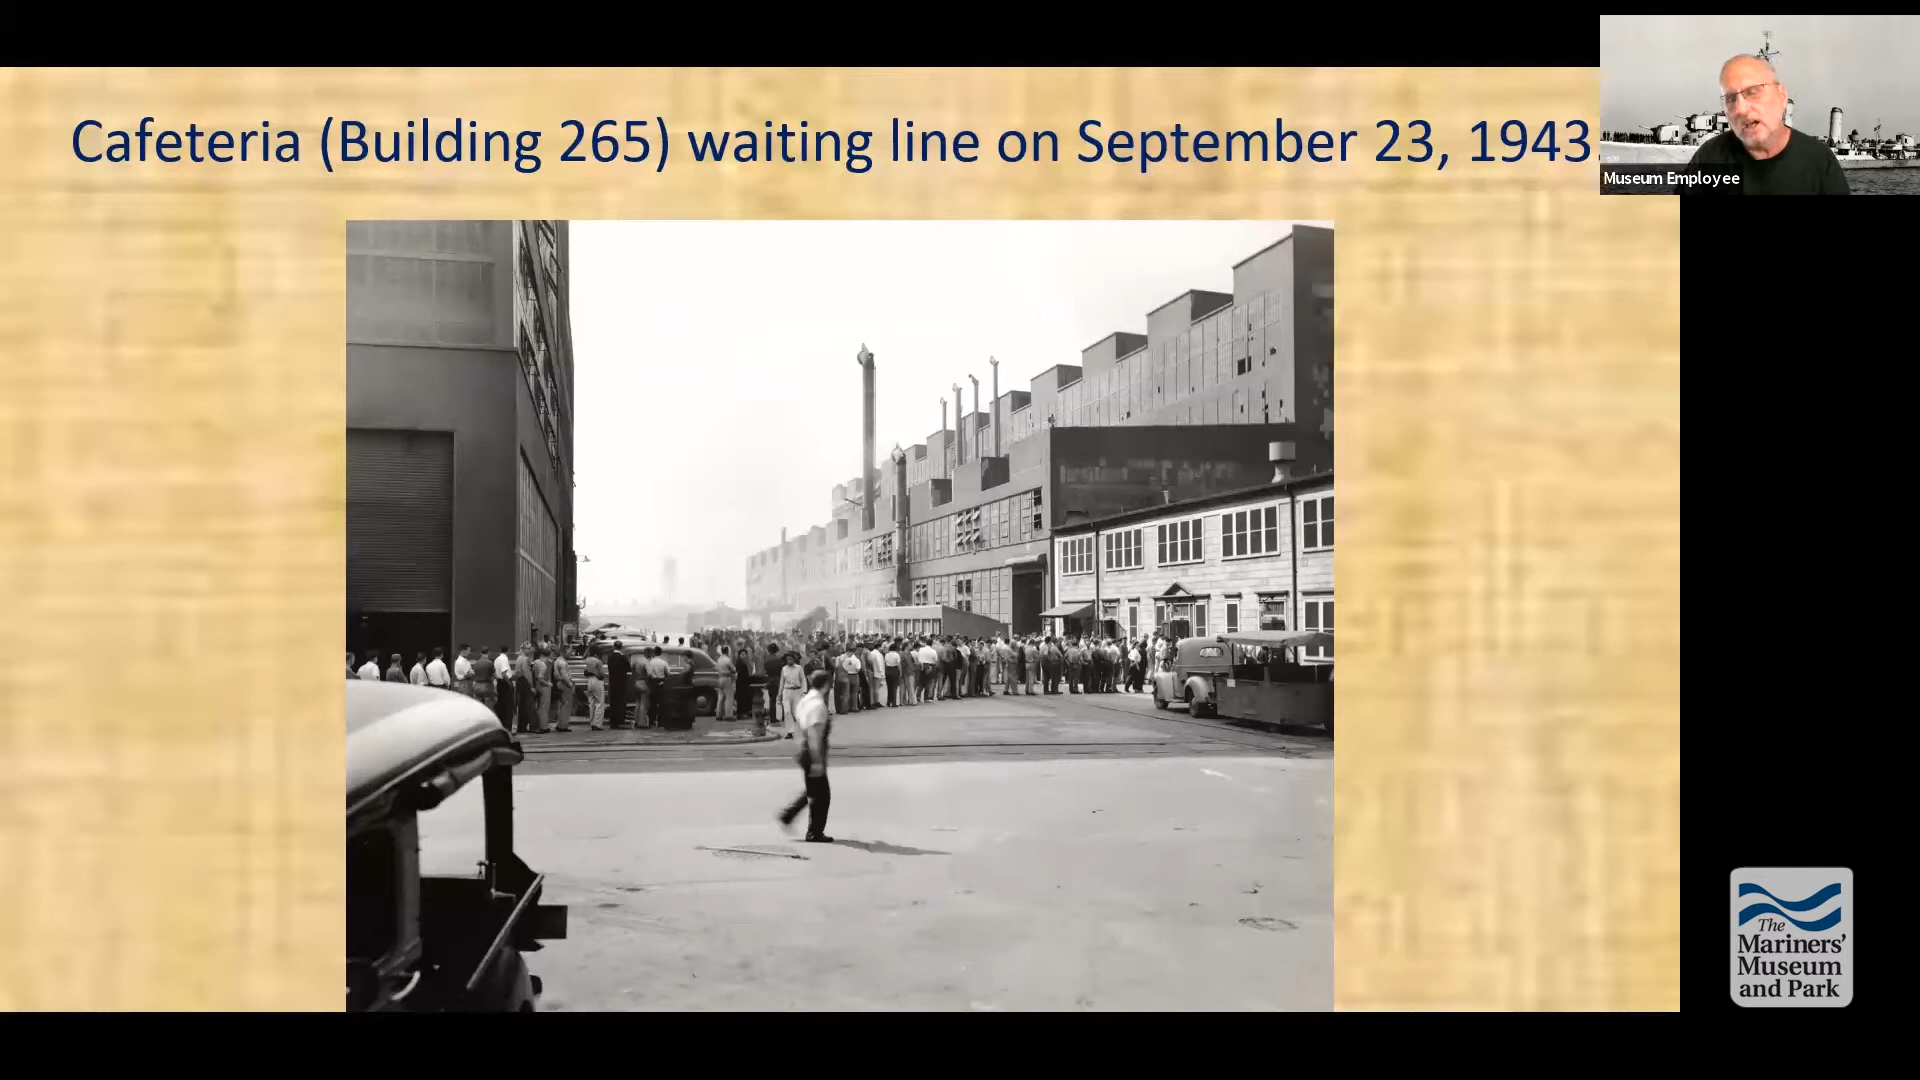 Cafeteria (Building 265) waiting line on September 23, 1943.
Museum Employee
The
Mariners'
Museum
and Park